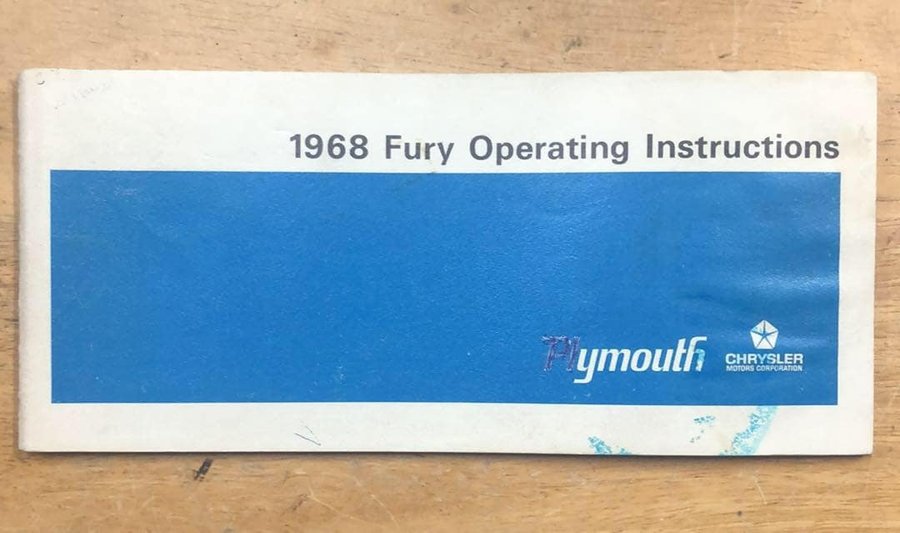 1968 Fury Operating Instructions
Plymouth
CHRYSLER
MOTORS CORPORATION